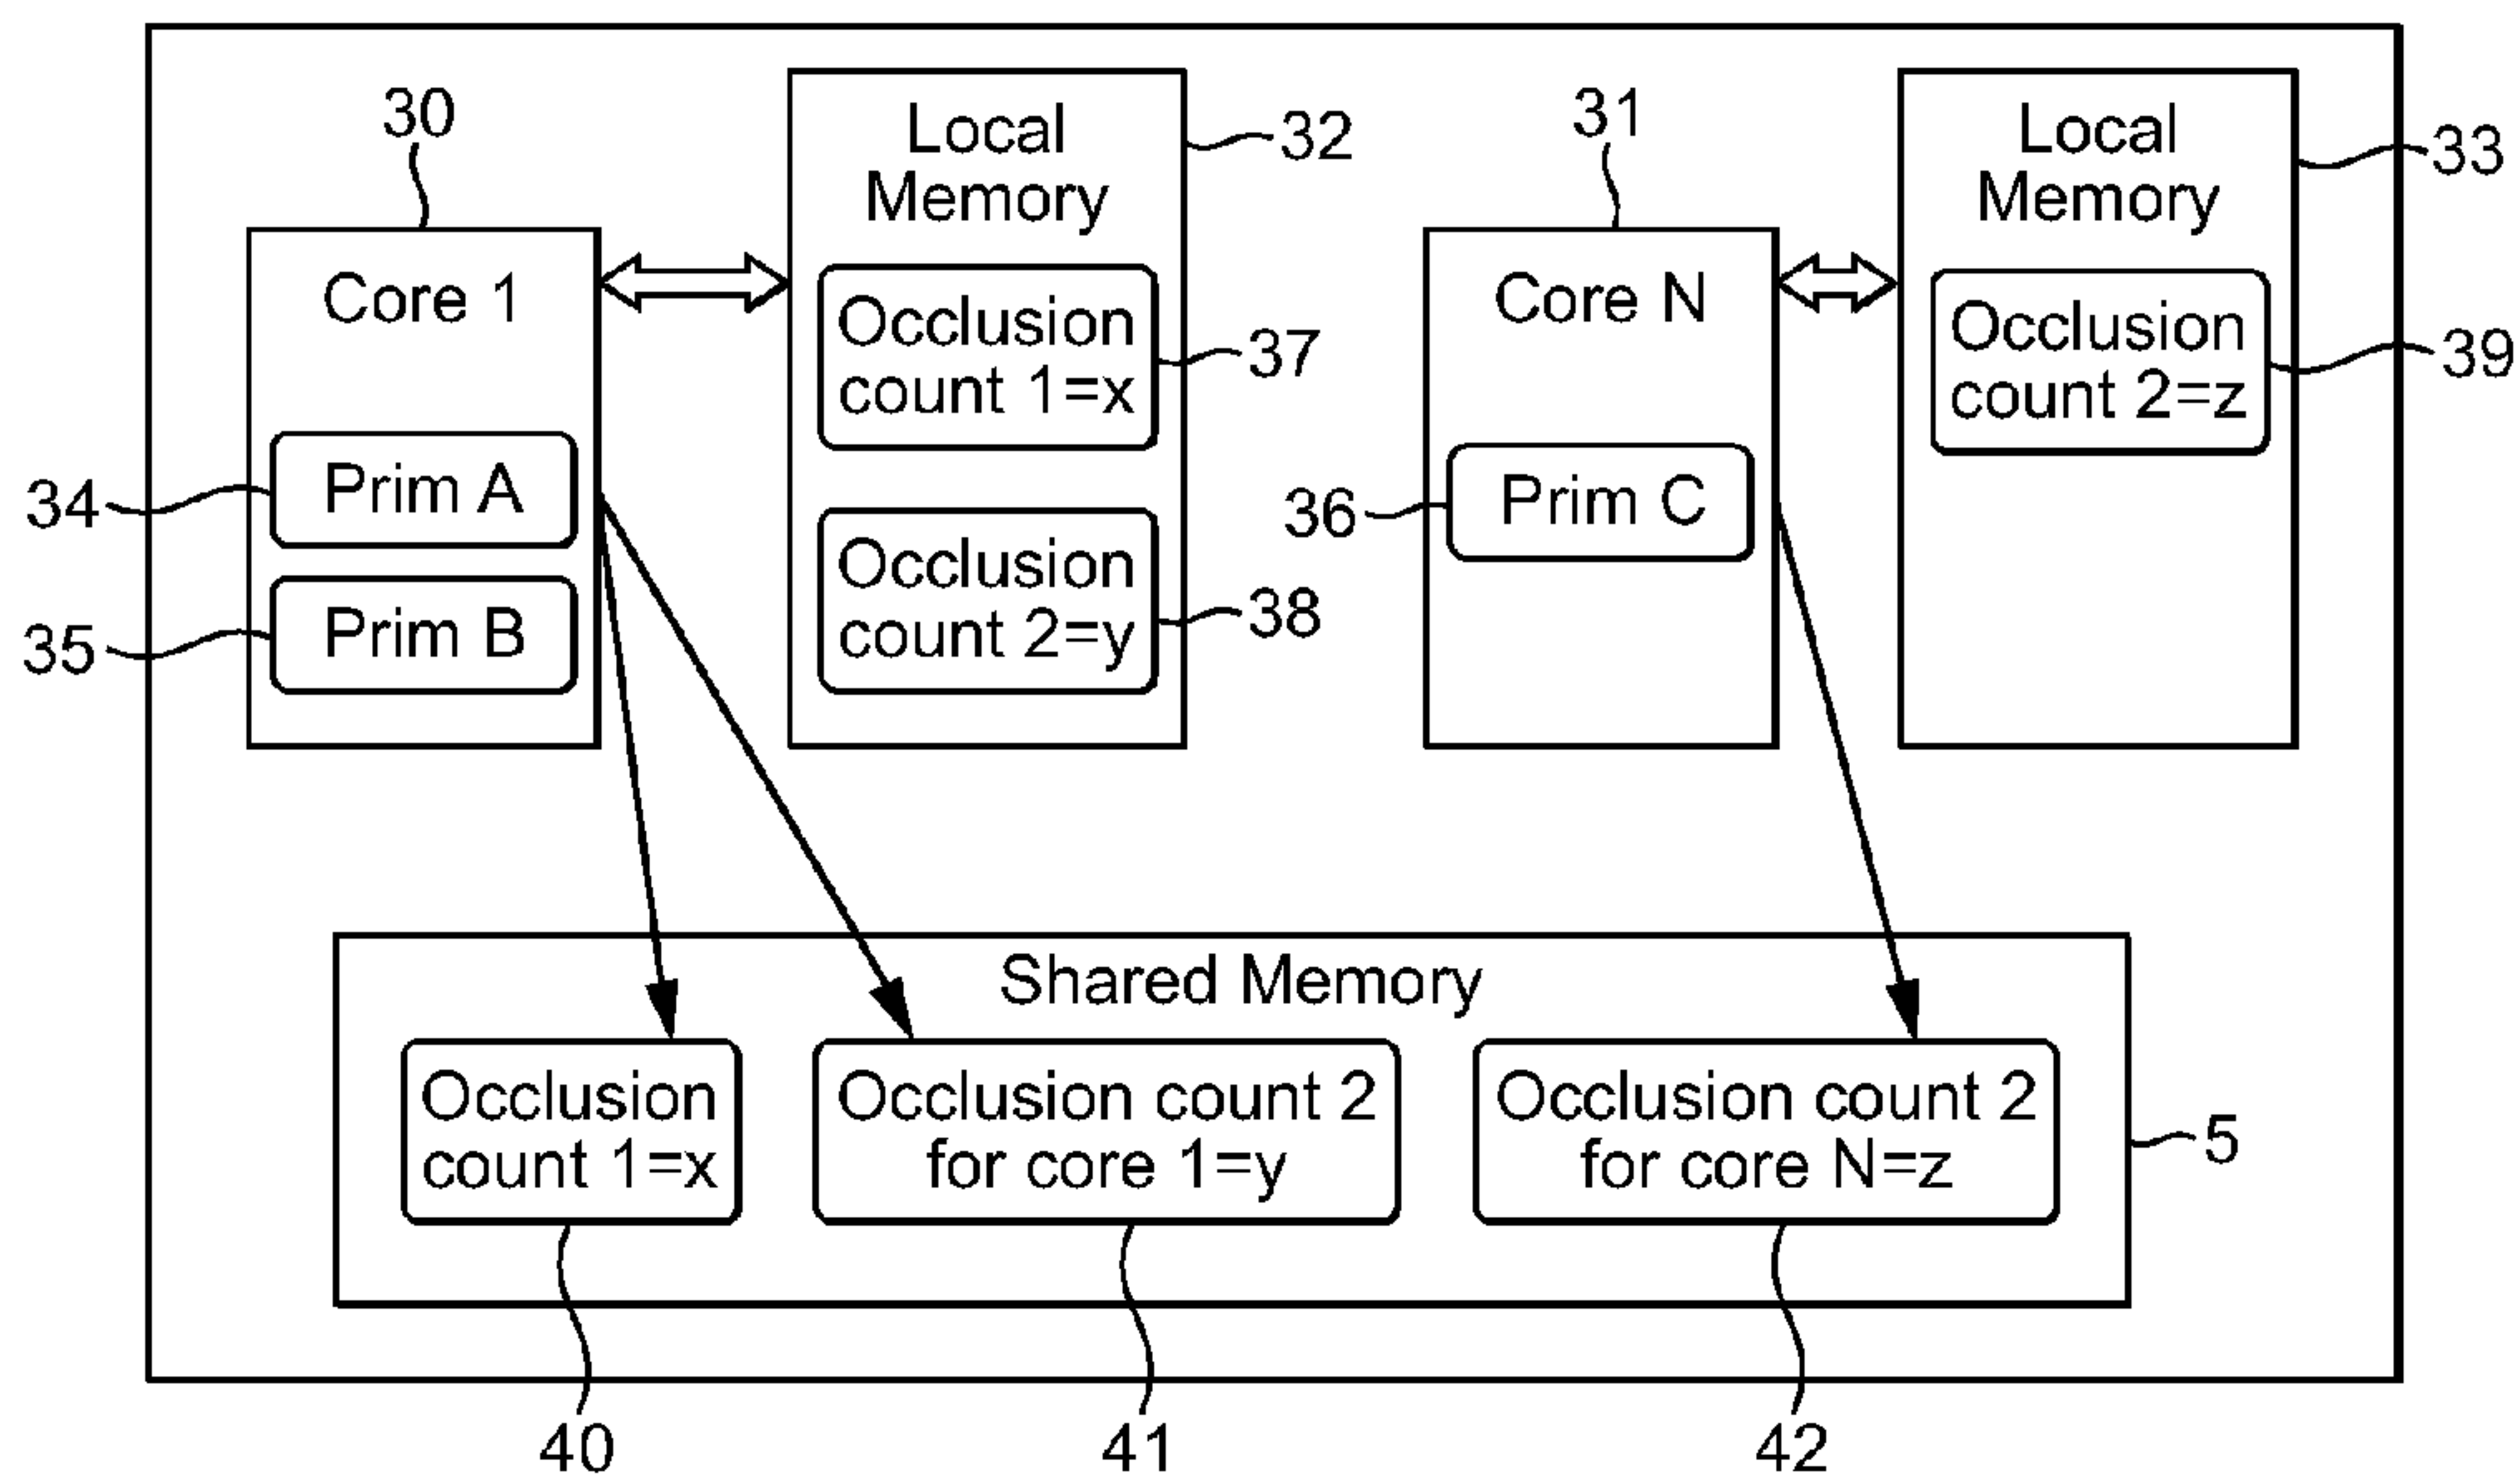 30
Local
Memory
32
31
Local
Memory
33
Core 1
Occlusion
count 1=x
37
Core N
Occlusion
count 2=z
39
34
Prim A
35
Prim B
Occlusion
count 2=y
38
36
Prim C
Shared Memory
Occlusion
count 1=x
Occlusion count 2
for core 1=y
Occlusion count 2
for core N=z
5
40
41
42